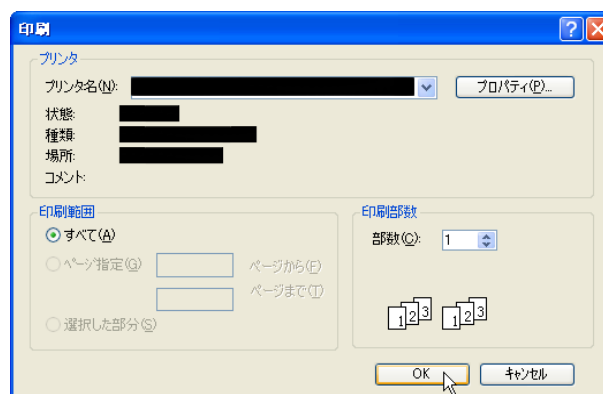 印刷
プリンタ
プリンタ名(N):
プロパティ(P)...
状態:
種類:
場所:
コメント:
印刷範囲
すべて(A)
ページ指定(G)
ページから(F)
ページまで(T)
選択した部分(S)
印刷部数
部数(C): 1
1 2 3 1 2 3
OK
キャンセル